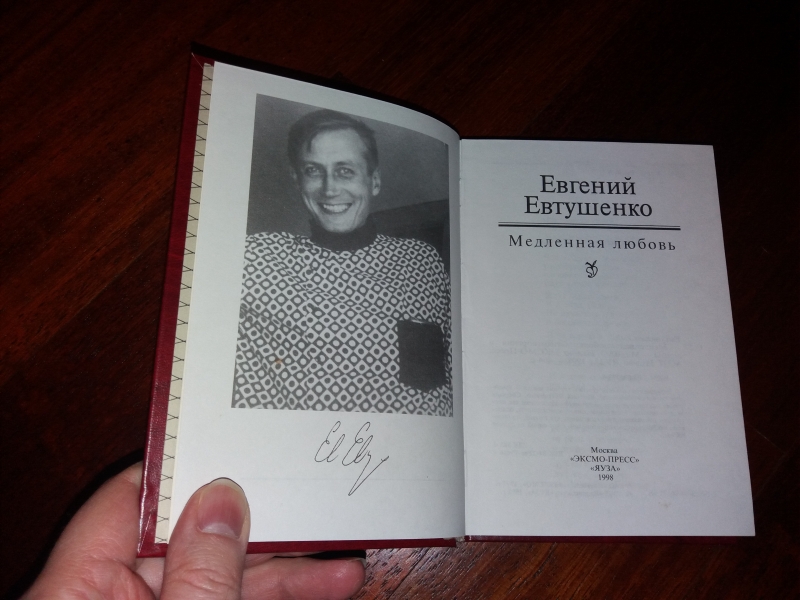 Евгений
Евтушенко
Медленная любовь
Москва
«ЭКСМО-ПРЕСС»
«ЯУЗА»
1998